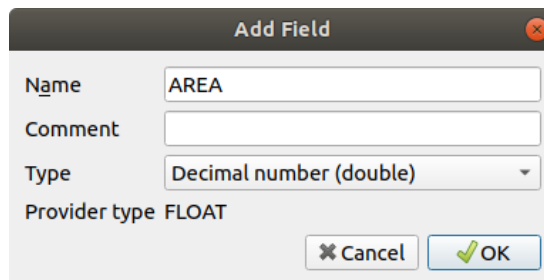 Add Field
Name AREA
Comment
Type Decimal number (double)
Provider type FLOAT
Cancel OK